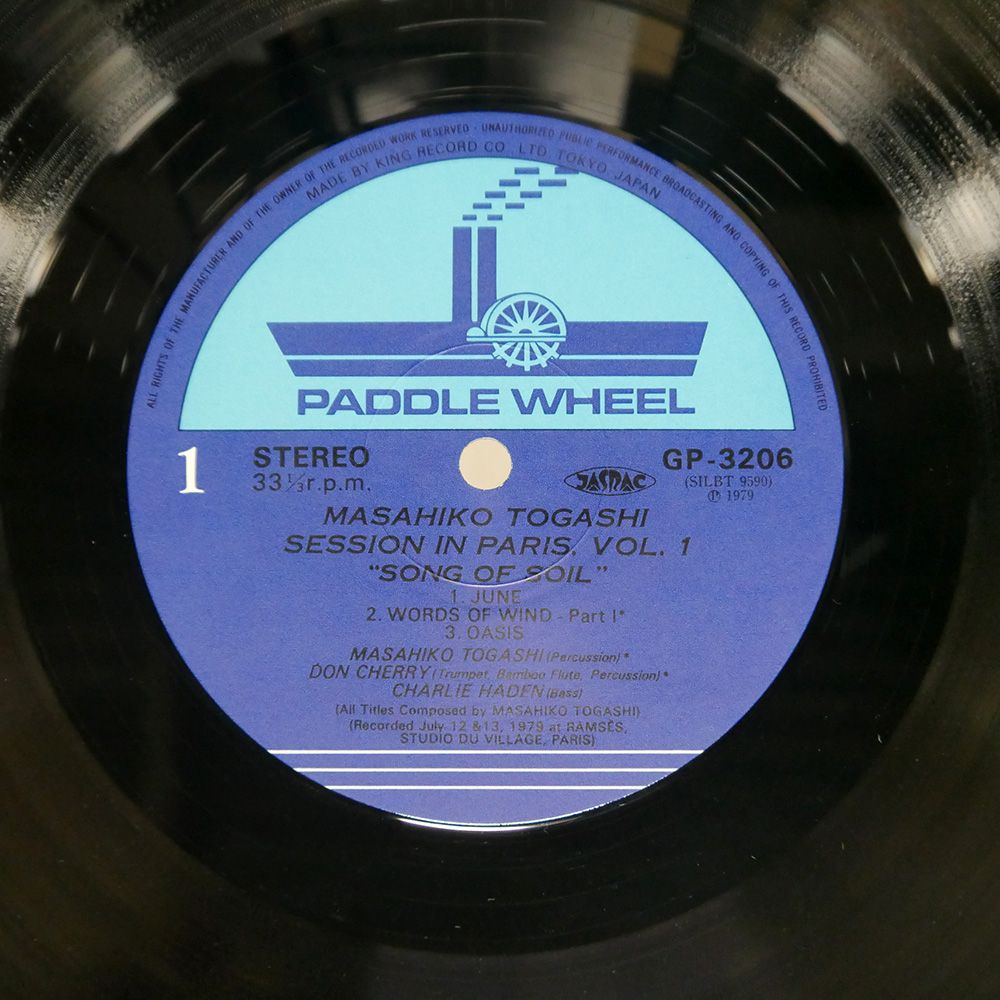 ALL RIGHTS OF THE MANUFACTURER AND OF THE OWNER OF THE RECORDED WORK RESERVED · UNAUTHORIZED PUBLIC PERFORMANCE BROADCASTING AND COPYING OF THIS RECORD PROHIBITED
MADE BY KING RECORD CO. LTD. TOKYO, JAPAN
PADDLE WHEEL
1 STEREO GP-3206
33 1/3 r.p.m. JASRAC (SILBT 9590)
℗ 1979
MASAHIKO TOGASHI
SESSION IN PARIS, VOL. 1
"SONG OF SOIL"
1. JUNE
2. WORDS OF WIND - Part I*
3. OASIS
MASAHIKO TOGASHI (Percussion)*
DON CHERRY (Trumpet, Bamboo Flute, Percussion)*
CHARLIE HADEN (Bass)
(All Titles Composed by MASAHIKO TOGASHI)
(Recorded July 12 & 13, 1979 at RAMSÈS,
STUDIO DU VILLAGE, PARIS)